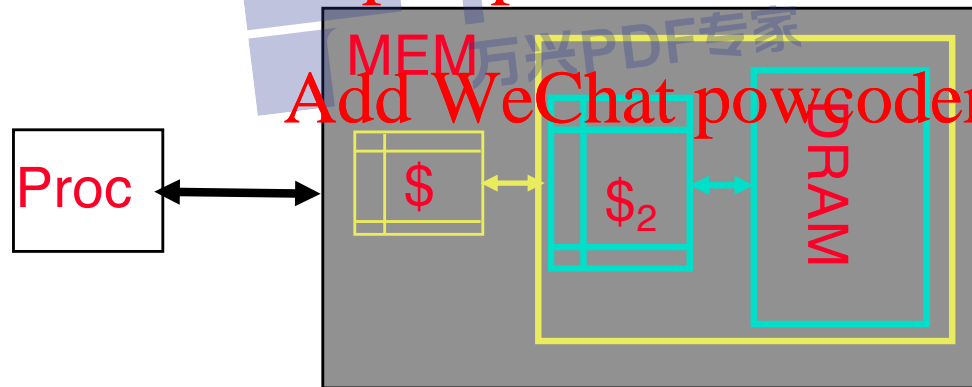 MEM
万兴PDF专家
Add WeChat powcoder
Proc
$
$2
DRAM